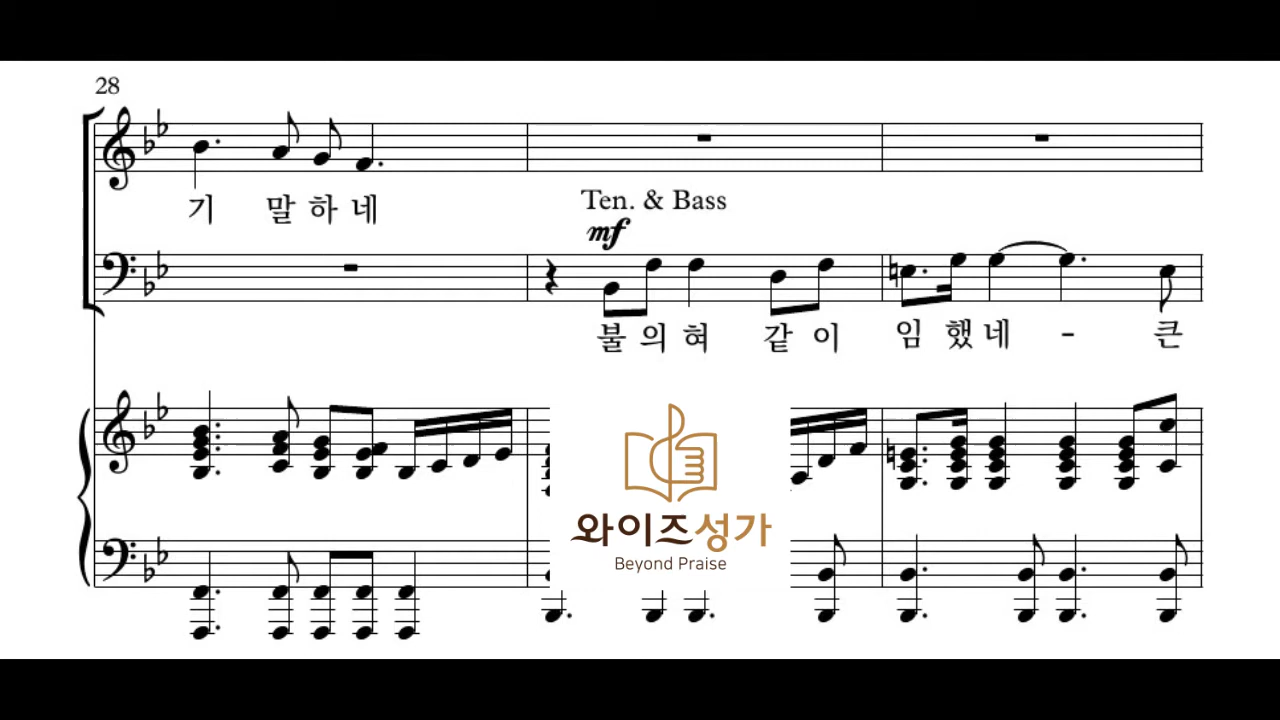 28
기 말 하 네
Ten. & Bass
mf
불 의 혀 같 이 임 했 네 - 큰
와이즈성가
Beyond Praise